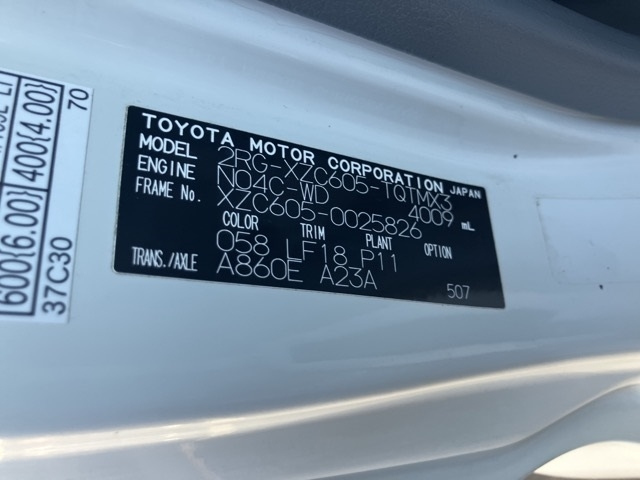 TOYOTA MOTOR CORPORATION JAPAN
MODEL 2RG-XZC605-TQTMX3
ENGINE N04C-WD 4009 mL
FRAME No. XZC605-0025826
COLOR TRIM PLANT OPTION
058 LF18 P11
TRANS./AXLE A860E A23A
507
600{6.00} 400{4.00}
37C30 70